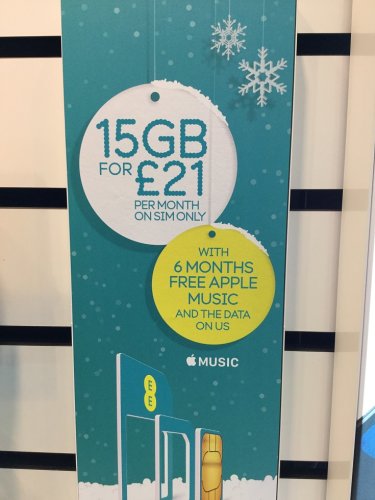 15GB
FOR £21
PER MONTH
ON SIM ONLY
WITH
6 MONTHS
FREE APPLE
MUSIC
AND THE DATA
ON US
MUSIC
EE